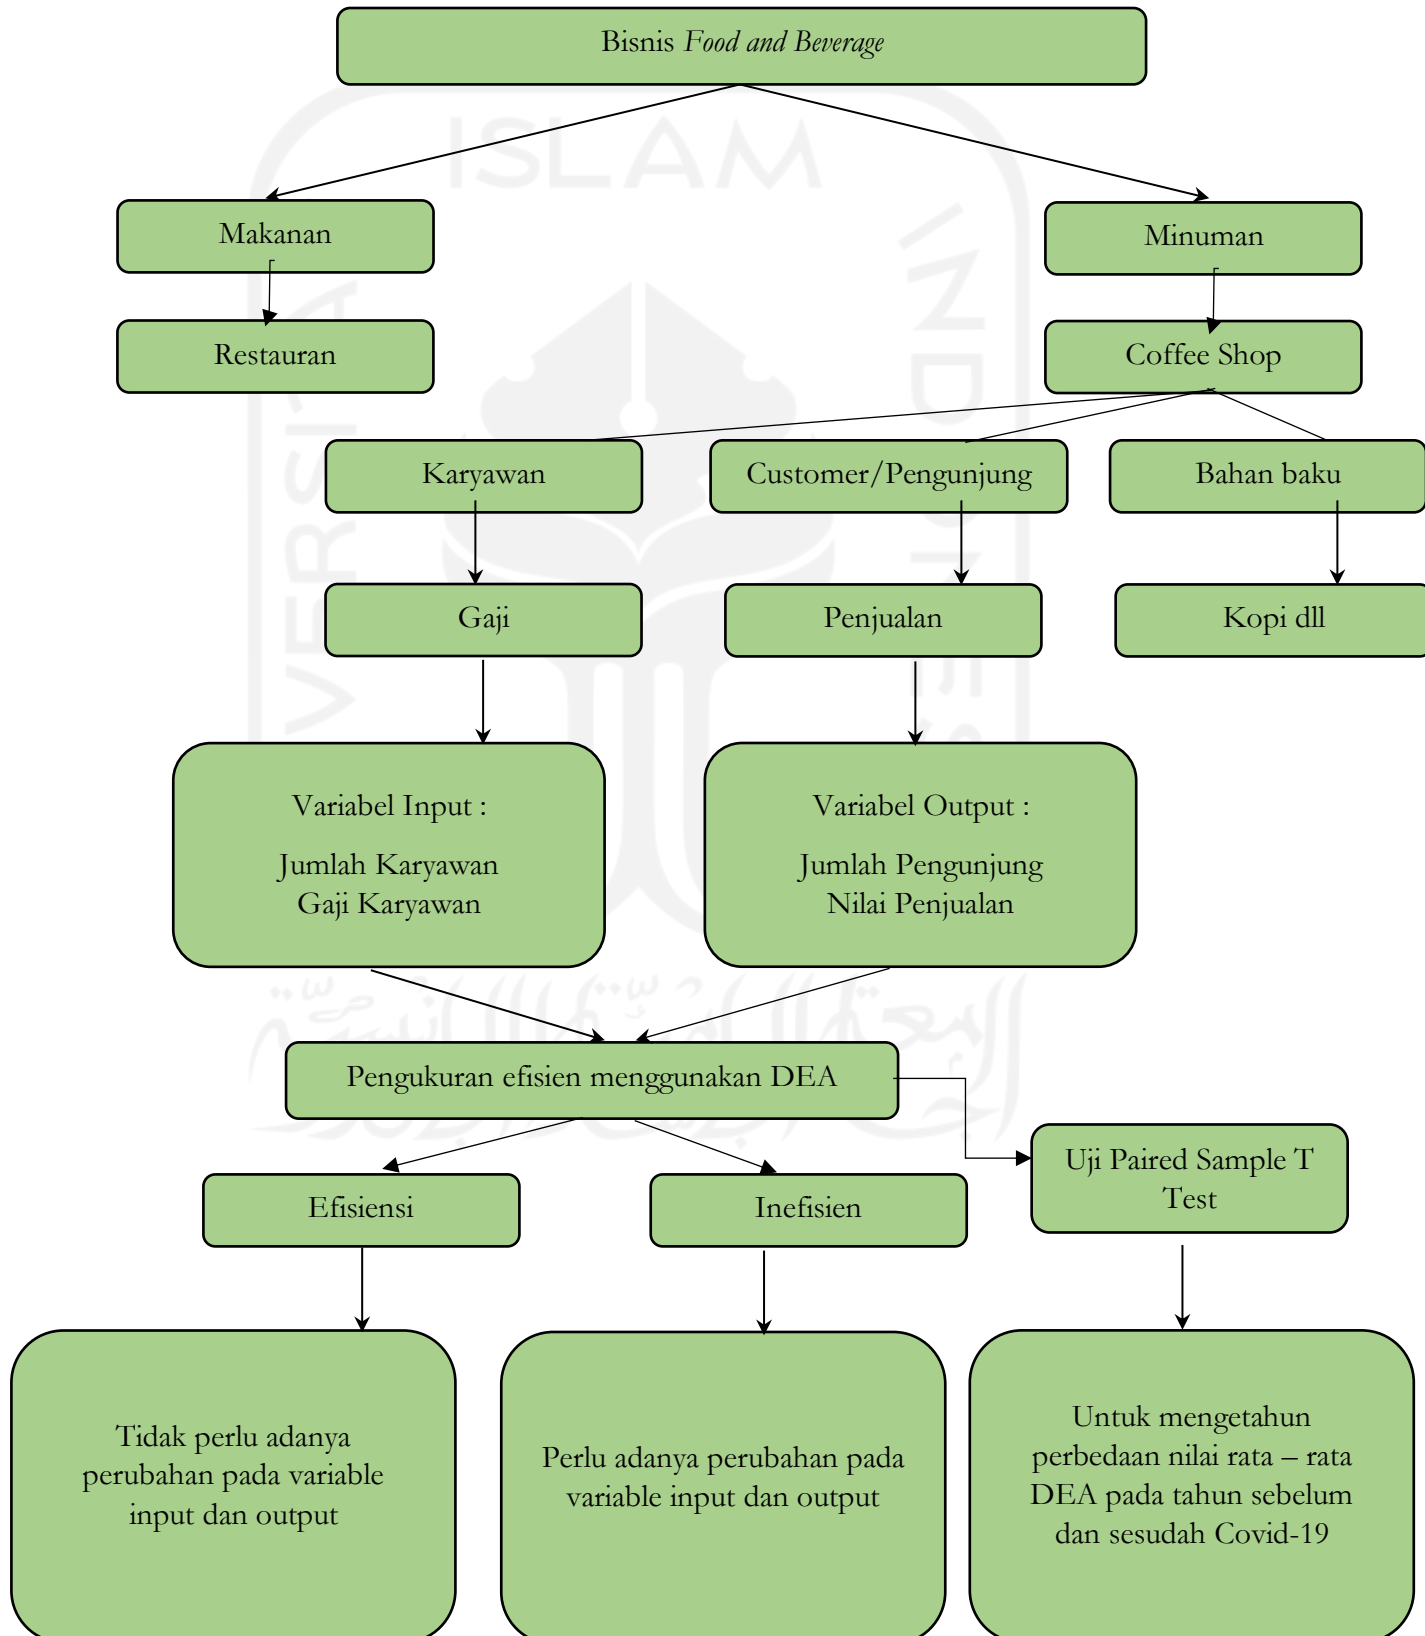 Bisnis Food and Beverage
ISLAM
Makanan
Minuman
Restauran
Coffee Shop
Karyawan
Customer/Pengunjung
Bahan baku
Gaji
Penjualan
Kopi dll
Variabel Input :
Jumlah Karyawan
Gaji Karyawan
Variabel Output :
Jumlah Pengunjung
Nilai Penjualan
Pengukuran efisien menggunakan DEA
Uji Paired Sample T
Test
Efisiensi
Inefisien
Tidak perlu adanya
perubahan pada variable
input dan output
Perlu adanya perubahan pada
variable input dan output
Untuk mengetahun
perbedaan nilai rata – rata
DEA pada tahun sebelum
dan sesudah Covid-19